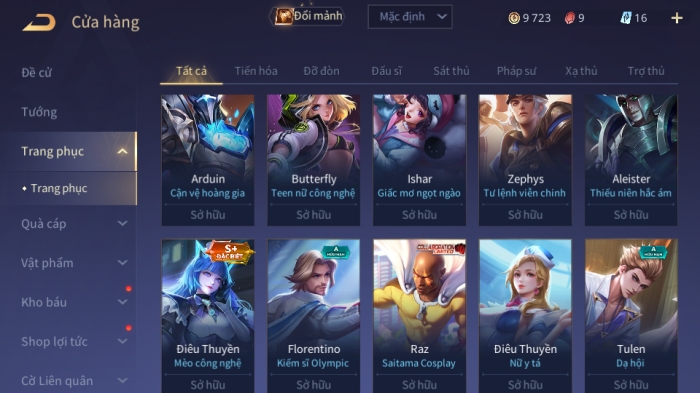 Cửa hàng
Đổi mảnh
Mặc định
9 723
9
16
Đề cử
Tướng
Trang phục
Trang phục
Quà cáp
Vật phẩm
Kho báu
Shop lợi tức
Cờ Liên quân
Tất cả
Tiến hóa
Đỡ đòn
Đấu sĩ
Sát thủ
Pháp sư
Xạ thủ
Trợ thủ
Arduin
Cận vệ hoàng gia
Sở hữu
Butterfly
Teen nữ công nghệ
Sở hữu
Ishar
Giấc mơ ngọt ngào
Sở hữu
Zephys
Tư lệnh viễn chinh
Sở hữu
Aleister
Thiếu niên hắc ám
Sở hữu
S+
ĐẶC BIỆT
Điêu Thuyền
Mèo công nghệ
Sở hữu
A
HỮU HẠN
Florentino
Kiếm sĩ Olympic
Sở hữu
COLLABORATION
LIMITED
Raz
Saitama Cosplay
Sở hữu
Điêu Thuyền
Nữ y tá
Sở hữu
A
HỮU HẠN
Tulen
Dạ hội
Sở hữu